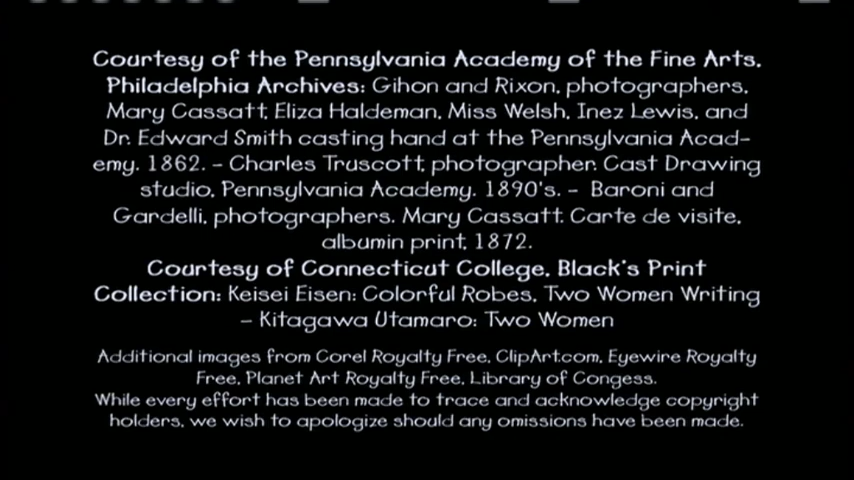 Courtesy of the Pennsylvania Academy of the Fine Arts,
Philadelphia Archives: Gihon and Rixon, photographers,
Mary Cassatt, Eliza Haldeman, Miss Welsh, Inez Lewis, and
Dr. Edward Smith casting hand at the Pennsylvania Acad-
emy. 1862. – Charles Truscott, photographer. Cast Drawing
studio, Pennsylvania Academy. 1890's. – Baroni and
Gardelli, photographers. Mary Cassatt. Carte de visite,
albumin print, 1872.
Courtesy of Connecticut College, Black's Print
Collection: Keisei Eisen: Colorful Robes, Two Women Writing
– Kitagawa Utamaro: Two Women
Additional images from Corel Royalty Free, ClipArt.com, Eyewire Royalty
Free, Planet Art Royalty Free, Library of Congess.
While every effort has been made to trace and acknowledge copyright
holders, we wish to apologize should any omissions have been made.